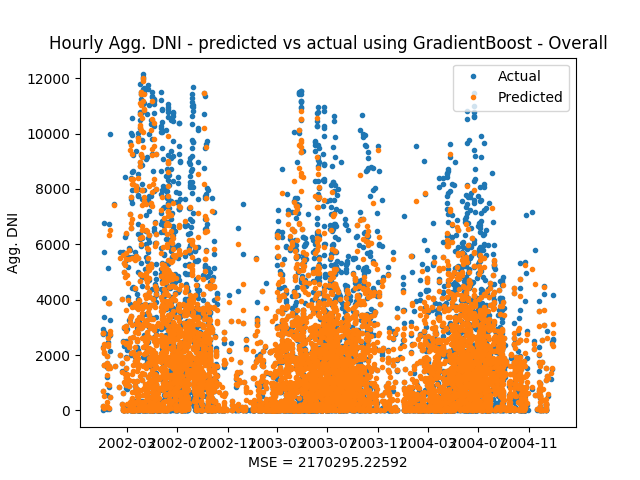 Hourly Agg. DNI - predicted vs actual using GradientBoost - Overall
Actual
Predicted
12000
10000
8000
6000
4000
2000
0
Agg. DNI
2002-03 2002-07 2002-11 2003-03 2003-07 2003-11 2004-03 2004-07 2004-11
MSE = 2170295.22592